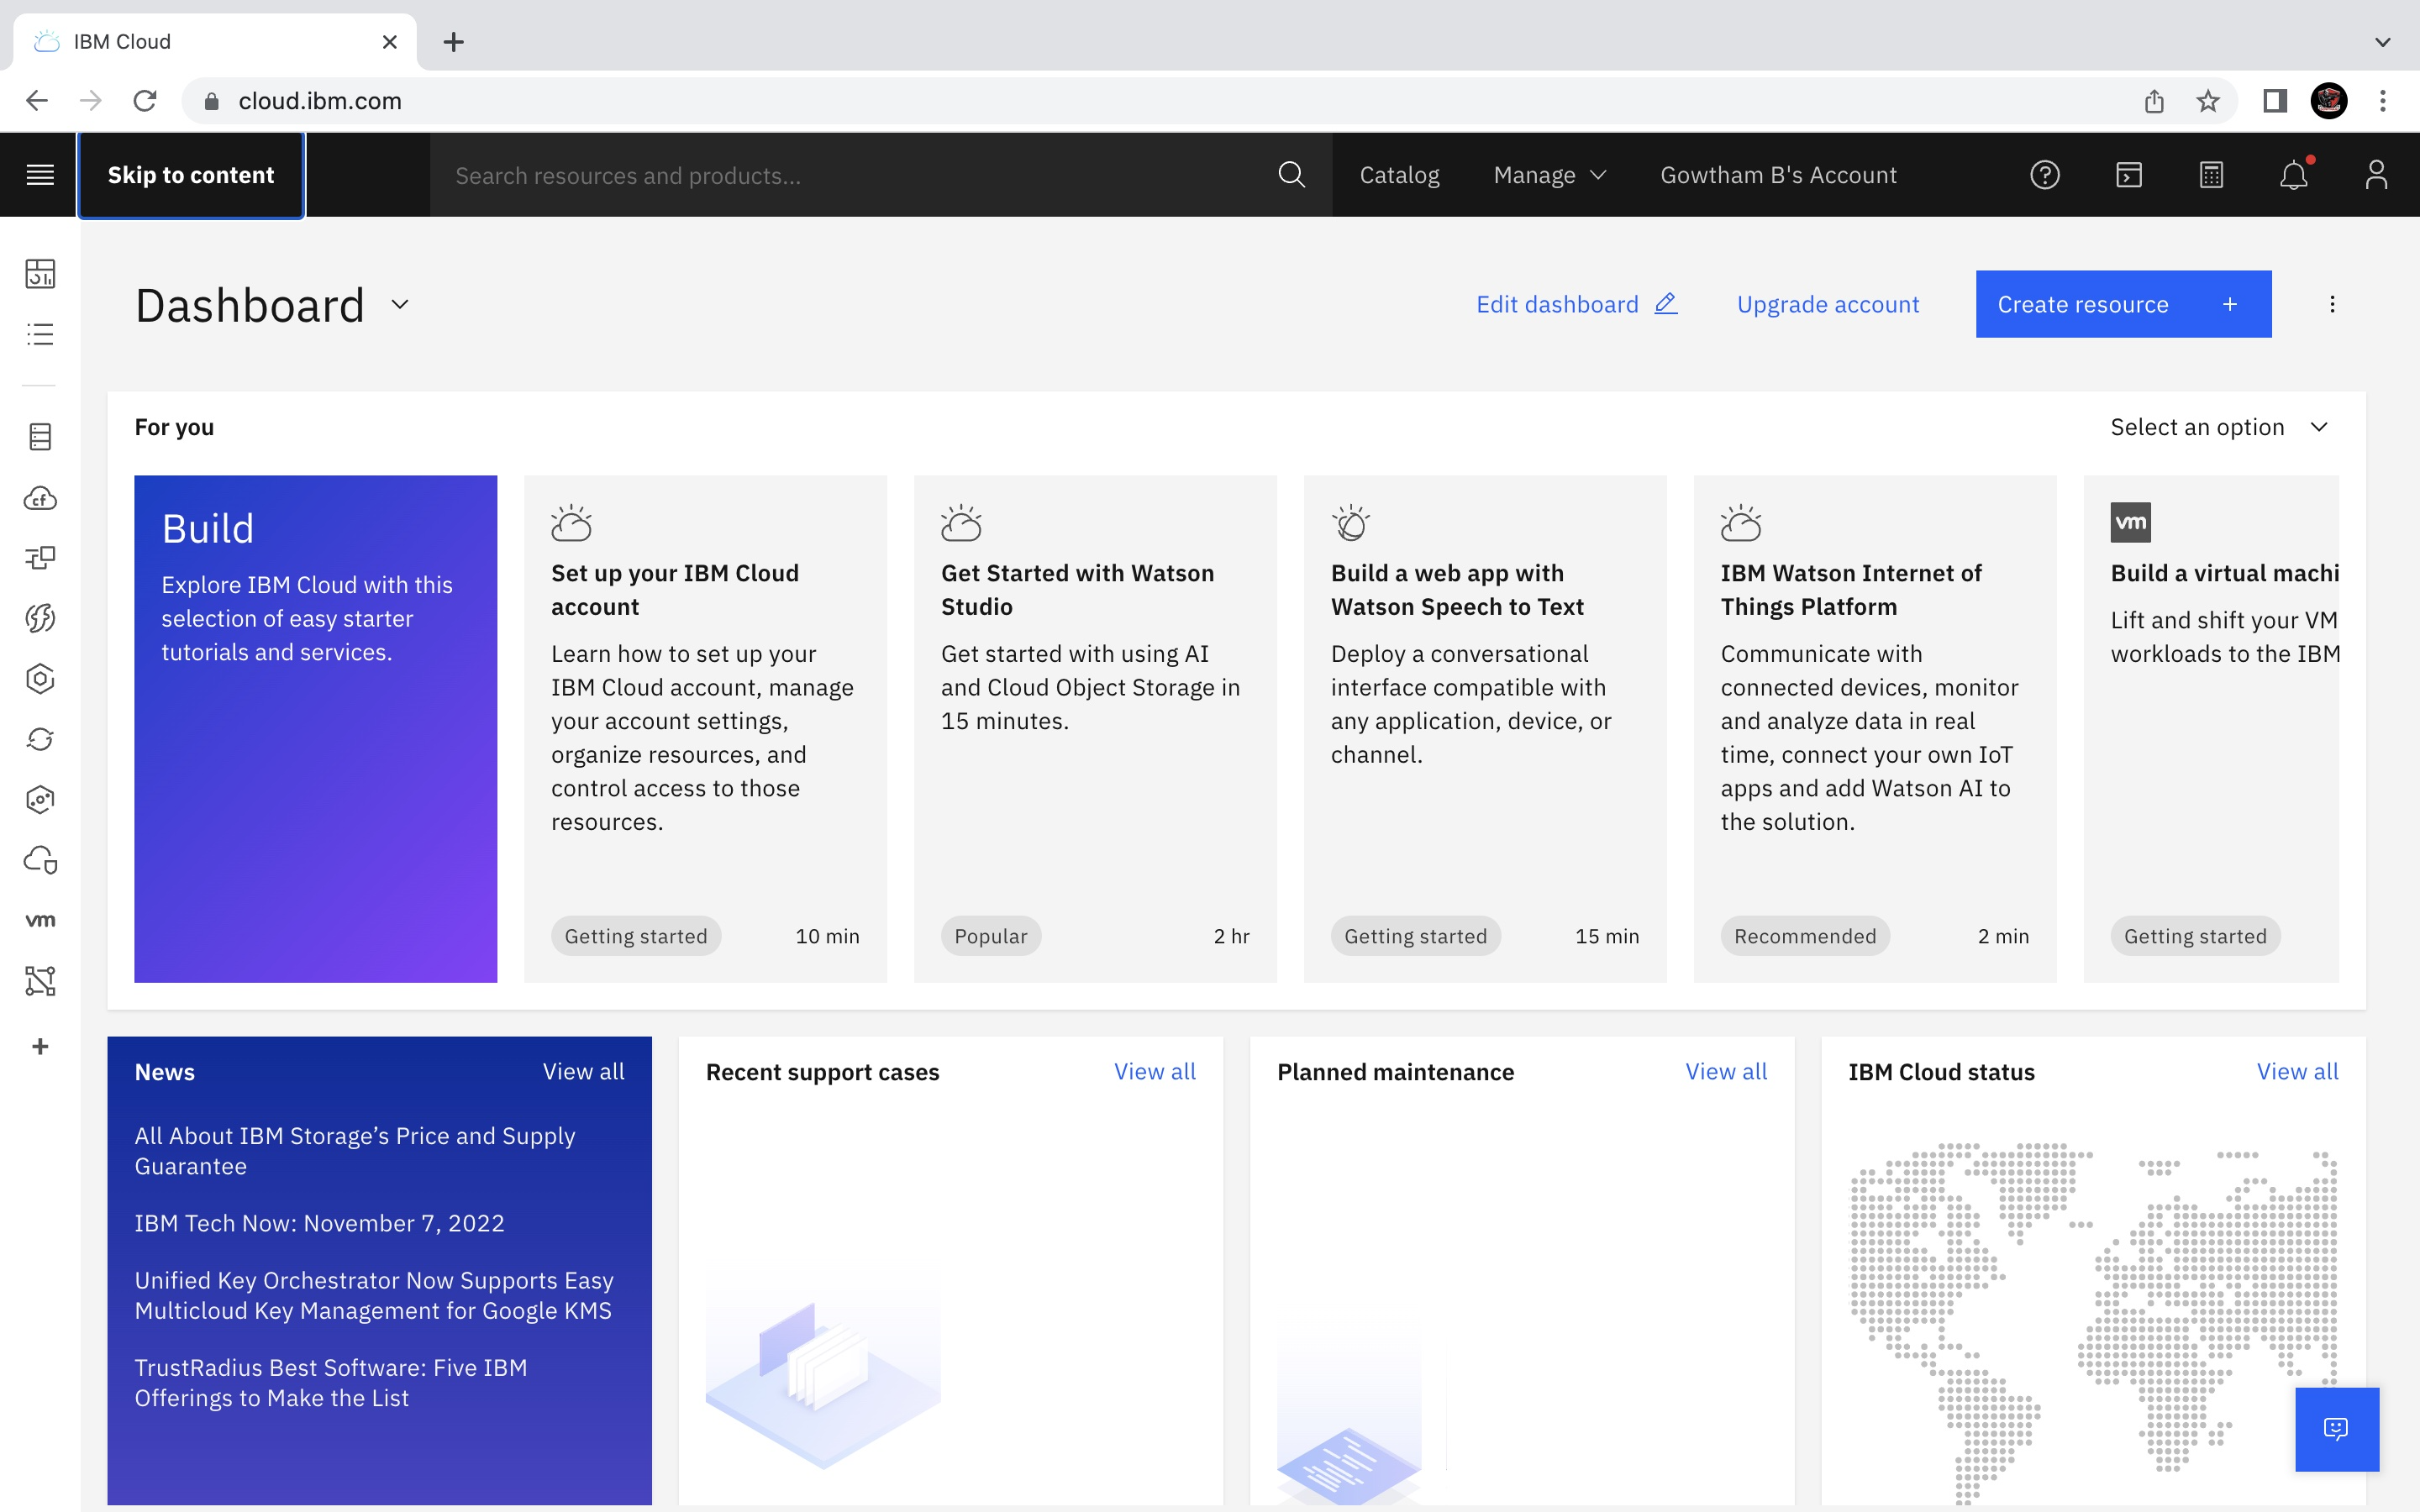 IBM Cloud
cloud.ibm.com
Skip to content
Search resources and products...
Catalog
Manage
Gowtham B's Account
Dashboard
Edit dashboard
Upgrade account
Create resource +
For you
Select an option
Build
Explore IBM Cloud with this
selection of easy starter
tutorials and services.
Set up your IBM Cloud
account
Learn how to set up your
IBM Cloud account, manage
your account settings,
organize resources, and
control access to those
resources.
Getting started
10 min
Get Started with Watson
Studio
Get started with using AI
and Cloud Object Storage in
15 minutes.
Popular
2 hr
Build a web app with
Watson Speech to Text
Deploy a conversational
interface compatible with
any application, device, or
channel.
Getting started
15 min
IBM Watson Internet of
Things Platform
Communicate with
connected devices, monitor
and analyze data in real
time, connect your own IoT
apps and add Watson AI to
the solution.
Recommended
2 min
vm
Build a virtual machi
Lift and shift your VM
workloads to the IBM
Getting started
cf
vm
News
View all
All About IBM Storage’s Price and Supply
Guarantee
IBM Tech Now: November 7, 2022
Unified Key Orchestrator Now Supports Easy
Multicloud Key Management for Google KMS
TrustRadius Best Software: Five IBM
Offerings to Make the List
Recent support cases
View all
Planned maintenance
View all
IBM Cloud status
View all